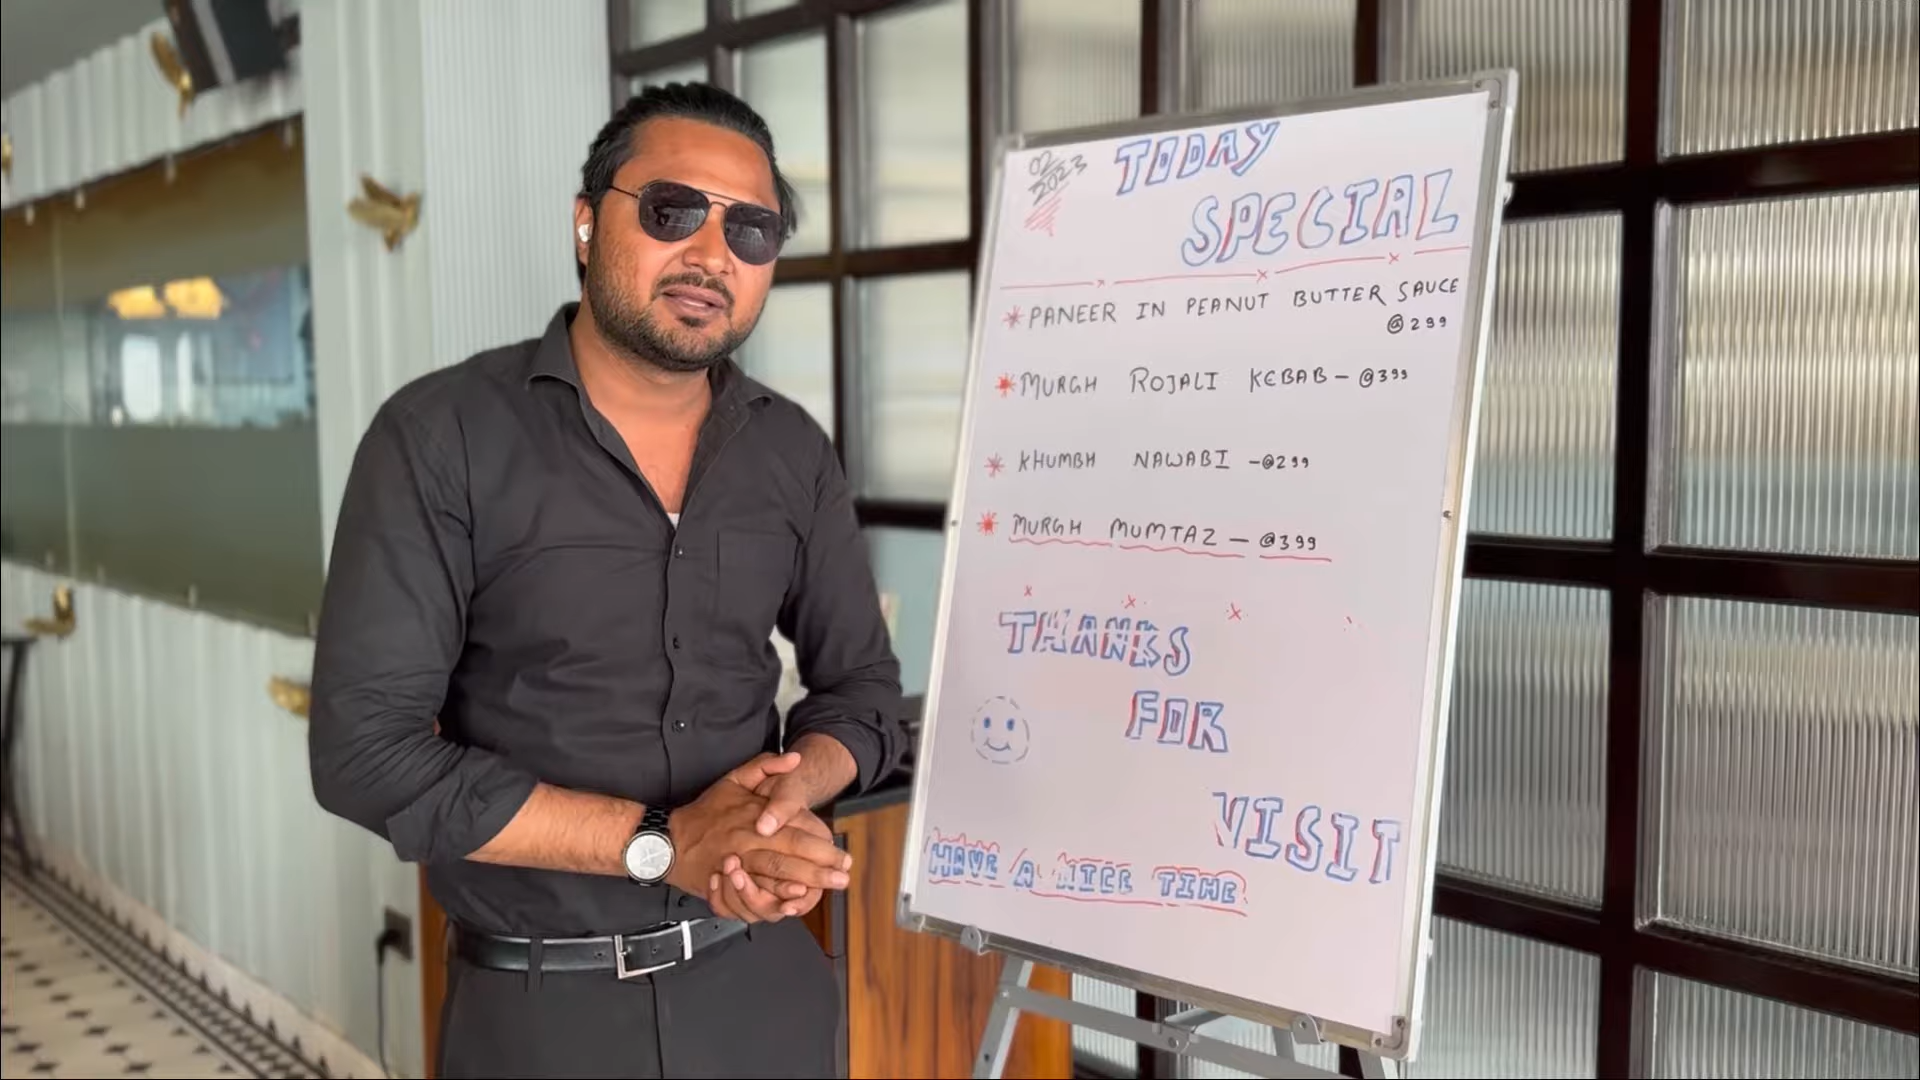 02/2023
TODAY
SPECIAL
PANEER IN PEANUT BUTTER SAUCE
@299
MURGH ROJALI KEBAB - @399
KHUMBH NAWABI - @299
MURGH MUMTAZ - @399
THANKS
FOR
VISIT
HAVE A NICE TIME